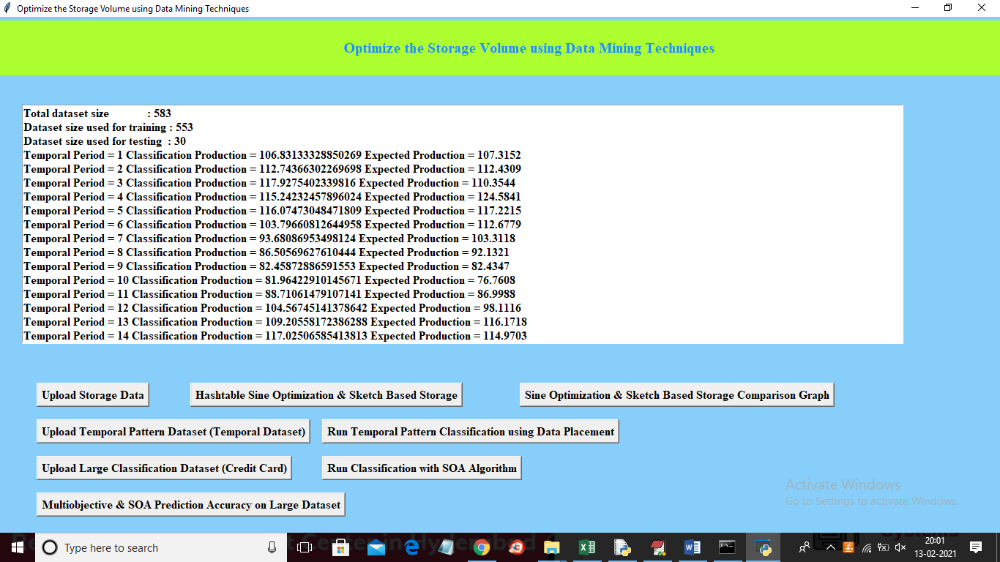 Optimize the Storage Volume using Data Mining Techniques
Optimize the Storage Volume using Data Mining Techniques
Total dataset size : 583
Dataset size used for training : 553
Dataset size used for testing : 30
Temporal Period = 1 Classification Production = 106.83133328850269 Expected Production = 107.3152
Temporal Period = 2 Classification Production = 112.74366302269698 Expected Production = 112.4309
Temporal Period = 3 Classification Production = 117.9275402339816 Expected Production = 110.3544
Temporal Period = 4 Classification Production = 115.24232457896024 Expected Production = 124.5841
Temporal Period = 5 Classification Production = 116.07473048471809 Expected Production = 117.2215
Temporal Period = 6 Classification Production = 103.79660812644958 Expected Production = 112.6779
Temporal Period = 7 Classification Production = 93.68086953498124 Expected Production = 103.3118
Temporal Period = 8 Classification Production = 86.50569627610444 Expected Production = 92.1321
Temporal Period = 9 Classification Production = 82.45872886591553 Expected Production = 82.4347
Temporal Period = 10 Classification Production = 81.96422910145671 Expected Production = 76.7608
Temporal Period = 11 Classification Production = 88.71061479107141 Expected Production = 86.9988
Temporal Period = 12 Classification Production = 104.56745141378642 Expected Production = 98.1116
Temporal Period = 13 Classification Production = 109.20558172386288 Expected Production = 116.1718
Temporal Period = 14 Classification Production = 117.02506585413813 Expected Production = 114.9703
Upload Storage Data
Hashtable Sine Optimization & Sketch Based Storage
Sine Optimization & Sketch Based Storage Comparison Graph
Upload Temporal Pattern Dataset (Temporal Dataset)
Run Temporal Pattern Classification using Data Placement
Upload Large Classification Dataset (Credit Card)
Run Classification with SOA Algorithm
Multiobjective & SOA Prediction Accuracy on Large Dataset
Activate Windows
Go to Settings to activate Windows.
Type here to search
20:01
13-02-2021